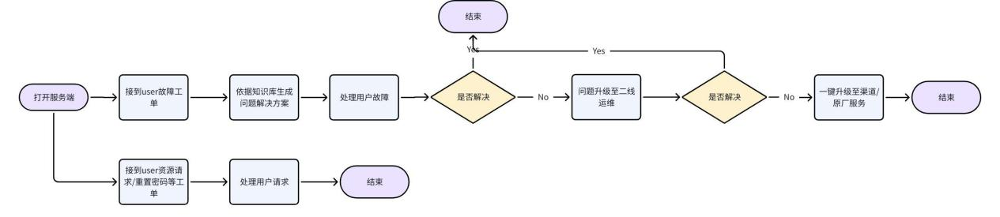 结束
Yes
Yes
打开服务端
接到user故障工
单
依据知识库生成
问题解决方案
处理用户故障
是否解决
No
问题升级至二线
运维
是否解决
No
一键升级至渠道/
原厂服务
结束
接到user资源请
求/重置密码等工
单
处理用户请求
结束